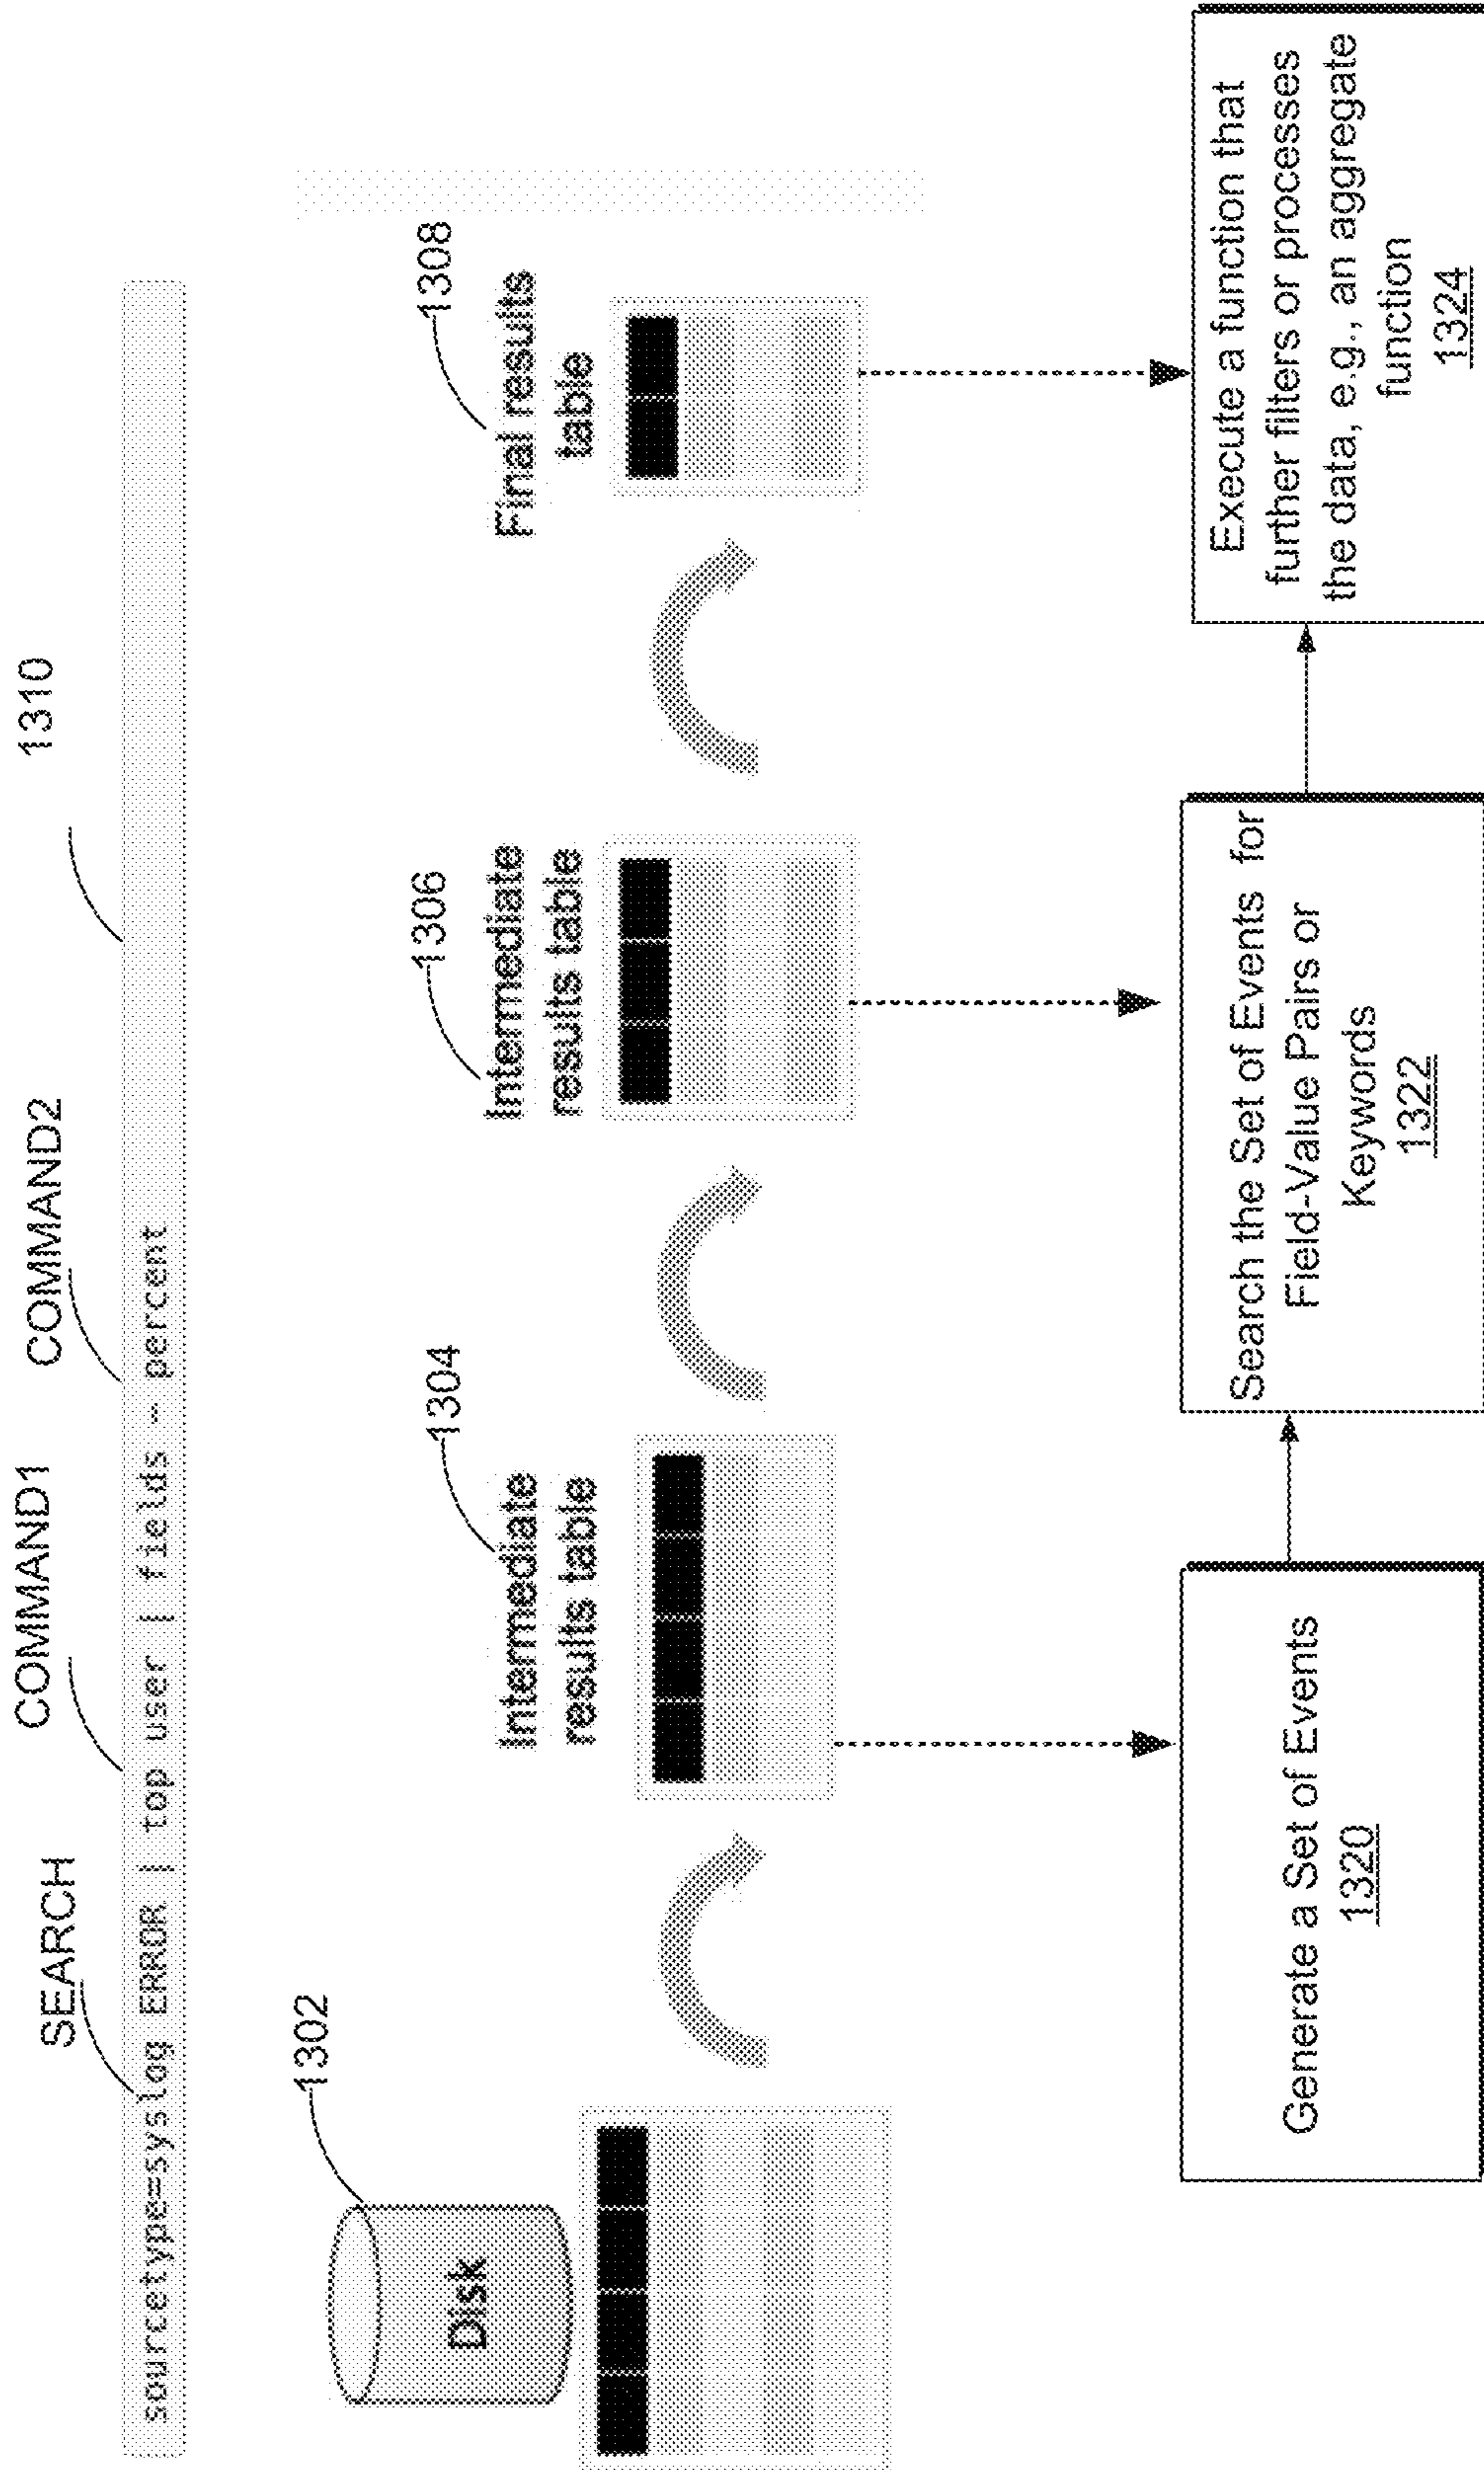 1310
SEARCH
COMMAND1
COMMAND2
sourcetype=syslog ERROR | top user | fields - percent
1302
Disk
1304
Intermediate
results table
1306
Intermediate
results table
1308
Final results
table
Generate a Set of Events
1320
Search the Set of Events for
Field-Value Pairs or
Keywords
1322
Execute a function that
further filters or processes
the data, e.g., an aggregate
function
1324